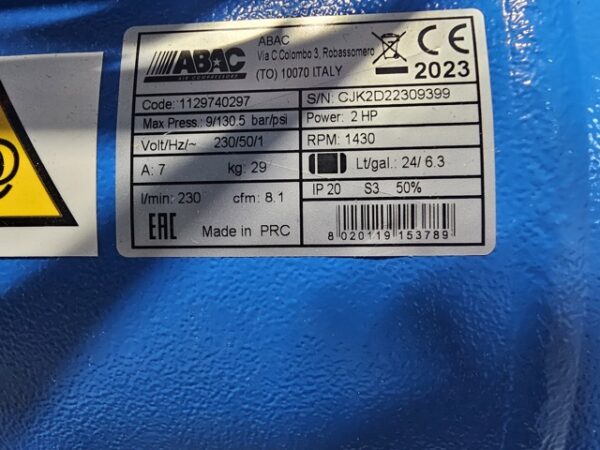 ABAC
AIR COMPRESSORS
ABAC
Via C.Colombo 3, Robassomero
(TO) 10070 ITALY
CE
2023
Code: 1129740297
S/N: CJK2D22309399
Max Press: 9/130.5 bar/psi
Power: 2 HP
Volt/Hz/~ 230/50/1
RPM: 1430
A: 7 kg: 29
Lt/gal.: 24/ 6.3
l/min: 230 cfm: 8.1
IP 20 S3 50%
EAC Made in PRC
8 020119 153789